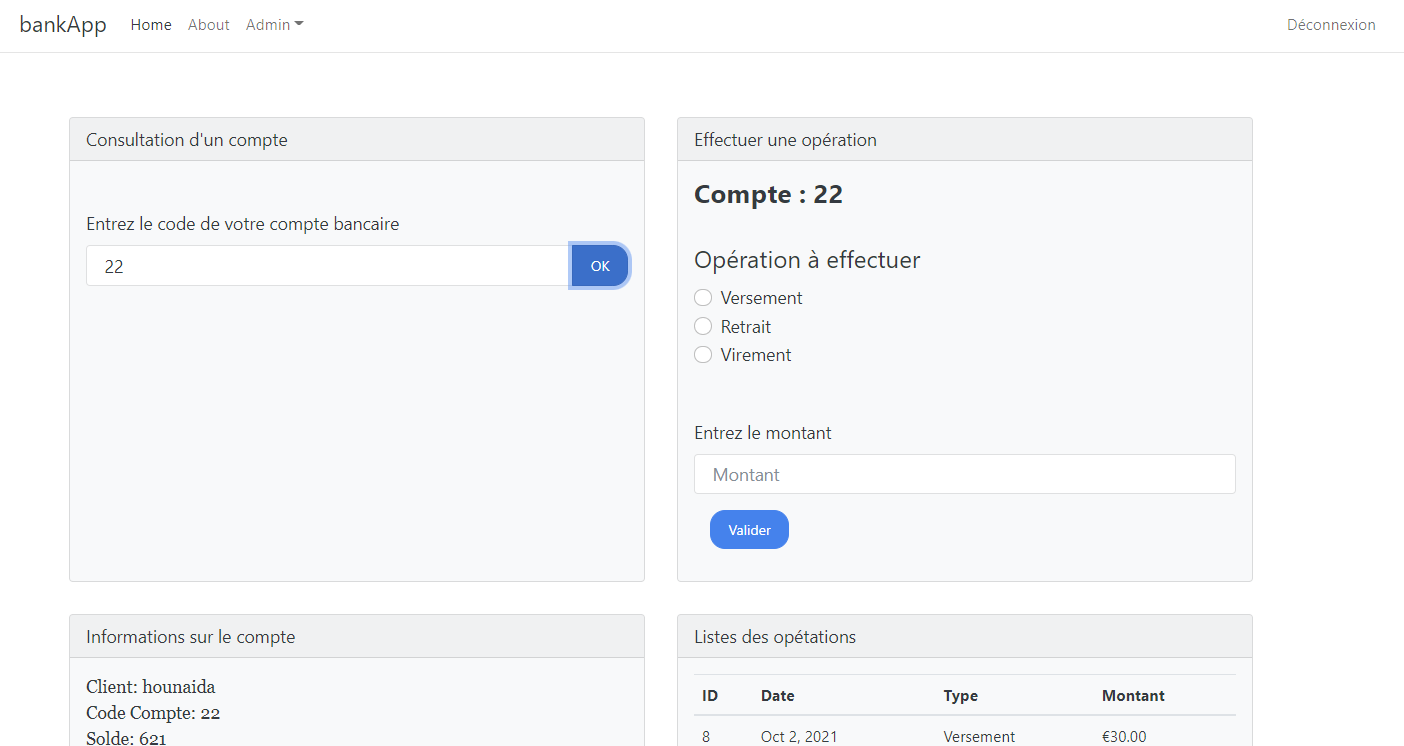 bankApp Home About Admin Déconnexion
Consultation d'un compte
Entrez le code de votre compte bancaire
22 OK
Effectuer une opération
Compte : 22
Opération à effectuer
Versement
Retrait
Virement
Entrez le montant
Montant
Valider
Informations sur le compte
Client: hounaida
Code Compte: 22
Solde: 621
Listes des opétations
ID Date Type Montant
8 Oct 2, 2021 Versement €30.00